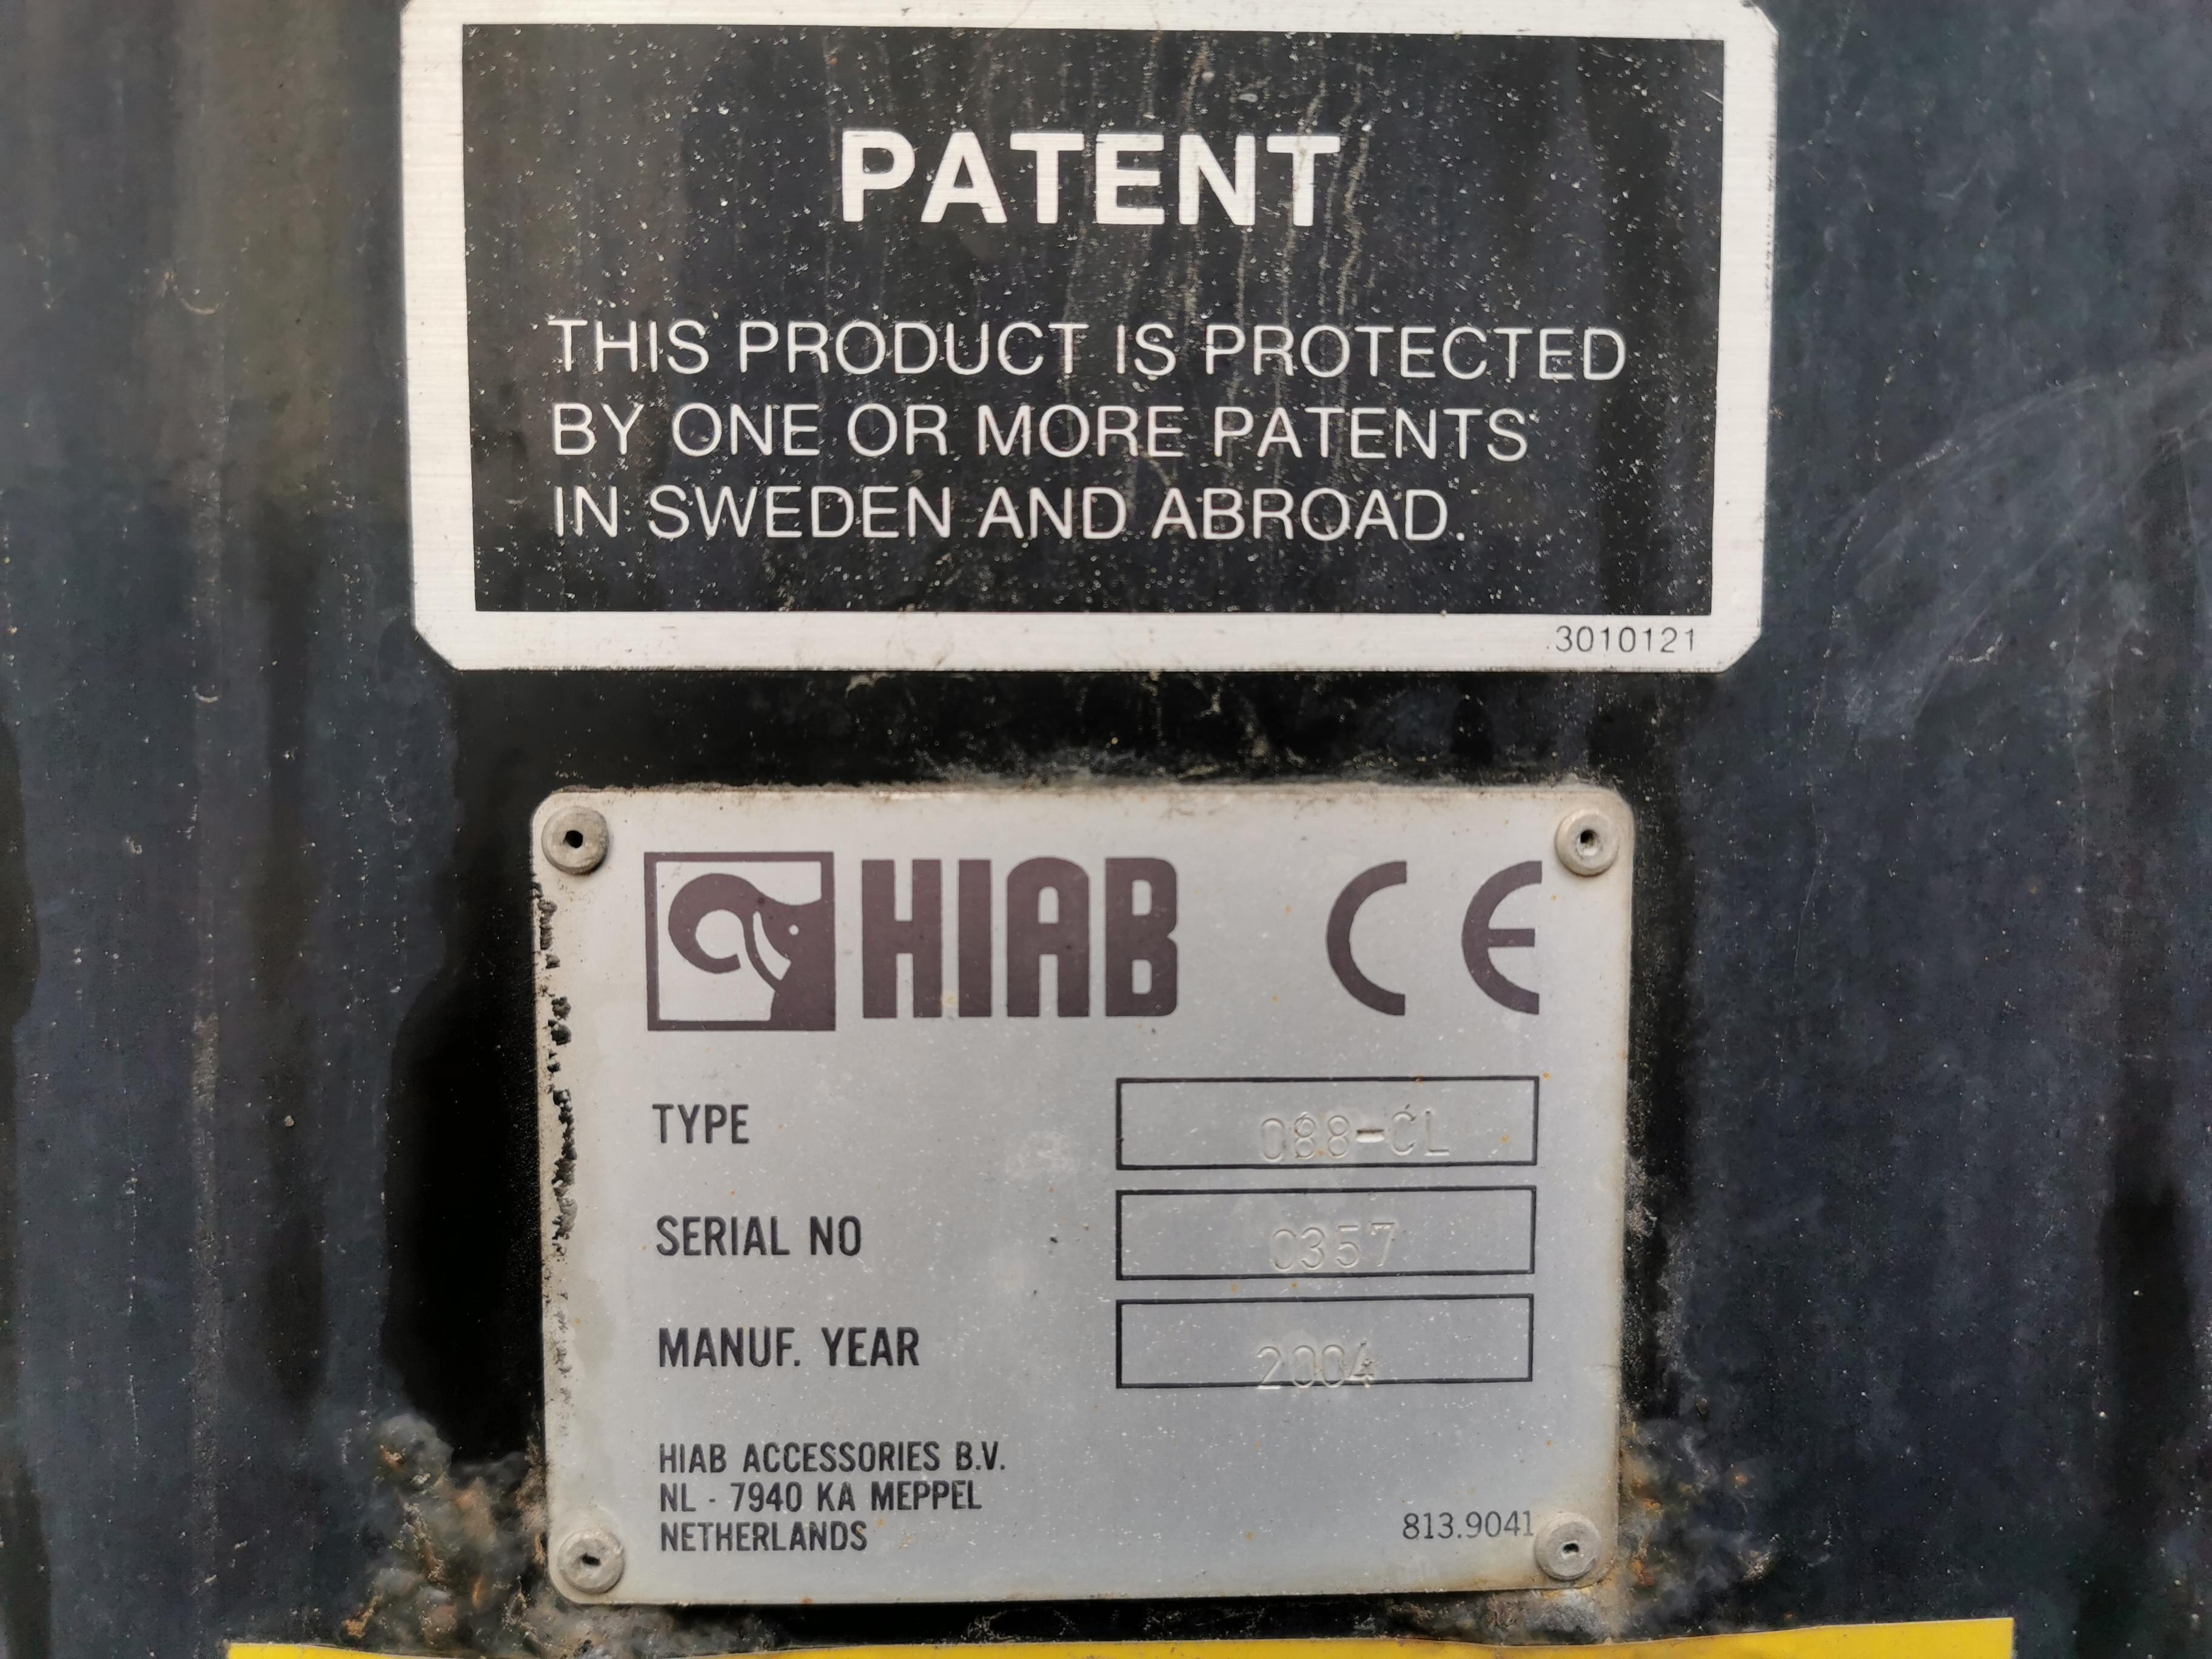 PATENT
THIS PRODUCT IS PROTECTED
BY ONE OR MORE PATENTS
IN SWEDEN AND ABROAD.
3010121
HIAB CE
TYPE 088-CL
SERIAL NO 0357
MANUF. YEAR 2004
HIAB ACCESSORIES B.V.
NL - 7940 KA MEPPEL
NETHERLANDS
813.9041